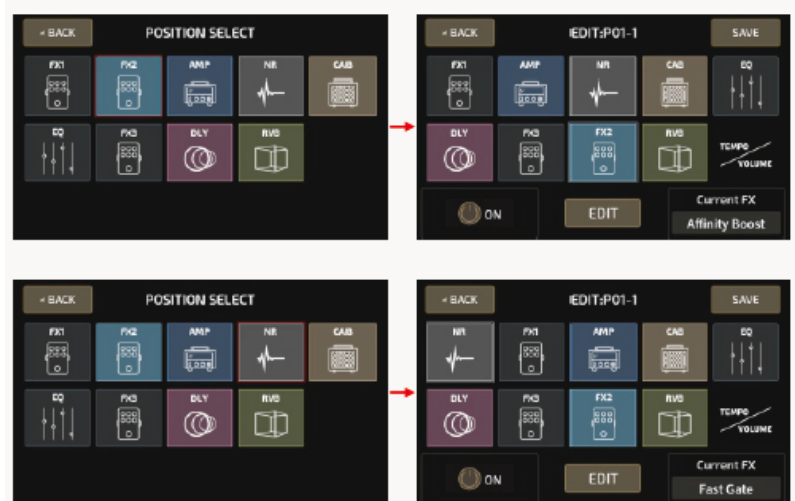 ◂ BACK POSITION SELECT
FX1 FX2 AMP NR CAB
EQ FX3 DLY RVB
◂ BACK EDIT:P01-1 SAVE
FX1 AMP NR CAB EQ
DLY FX3 FX2 RVB TEMPO
VOLUME
Current FX
ON EDIT Affinity Boost
◂ BACK POSITION SELECT
FX1 FX2 AMP NR CAB
EQ FX3 DLY RVB
◂ BACK EDIT:P01-1 SAVE
NR FX1 AMP CAB EQ
DLY FX3 FX2 RVB TEMPO
VOLUME
Current FX
ON EDIT Fast Gate